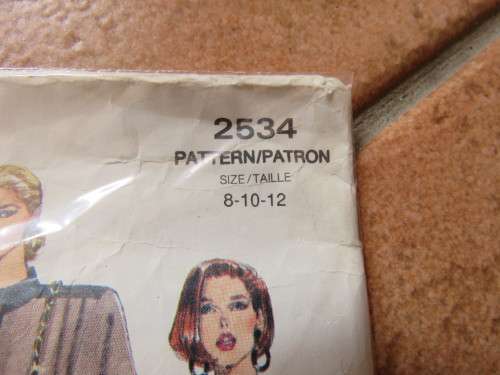 2534
PATTERN/PATRON
SIZE/TAILLE
8-10-12